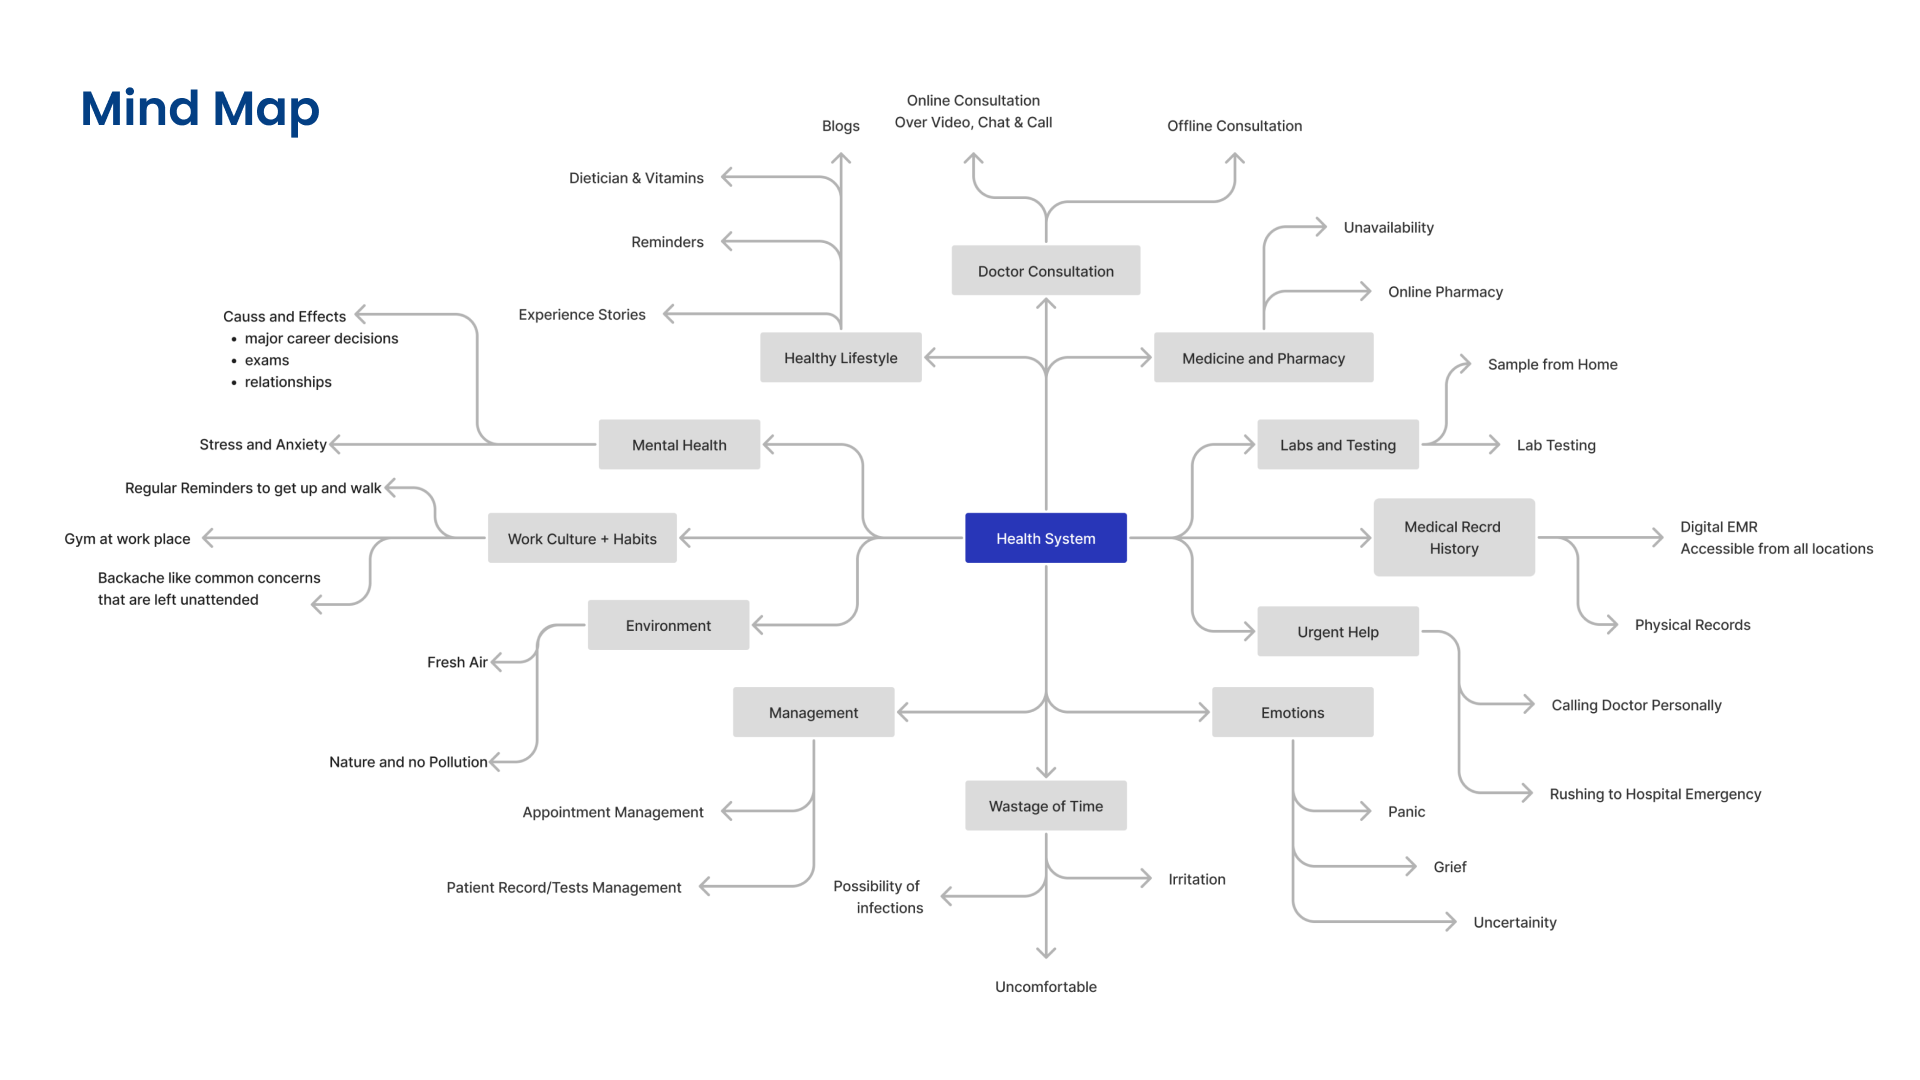 Mind Map
Online Consultation
Over Video, Chat & Call
Blogs
Offline Consultation
Dietician & Vitamins
Reminders
Experience Stories
Doctor Consultation
Unavailability
Online Pharmacy
Healthy Lifestyle
Medicine and Pharmacy
Causs and Effects
• major career decisions
• exams
• relationships
Sample from Home
Stress and Anxiety
Mental Health
Labs and Testing
Lab Testing
Regular Reminders to get up and walk
Gym at work place
Work Culture + Habits
Health System
Medical Recrd
History
Digital EMR
Accessible from all locations
Backache like common concerns
that are left unattended
Environment
Urgent Help
Physical Records
Fresh Air
Nature and no Pollution
Management
Emotions
Calling Doctor Personally
Rushing to Hospital Emergency
Appointment Management
Wastage of Time
Panic
Patient Record/Tests Management
Possibility of
infections
Irritation
Grief
Uncertainity
Uncomfortable